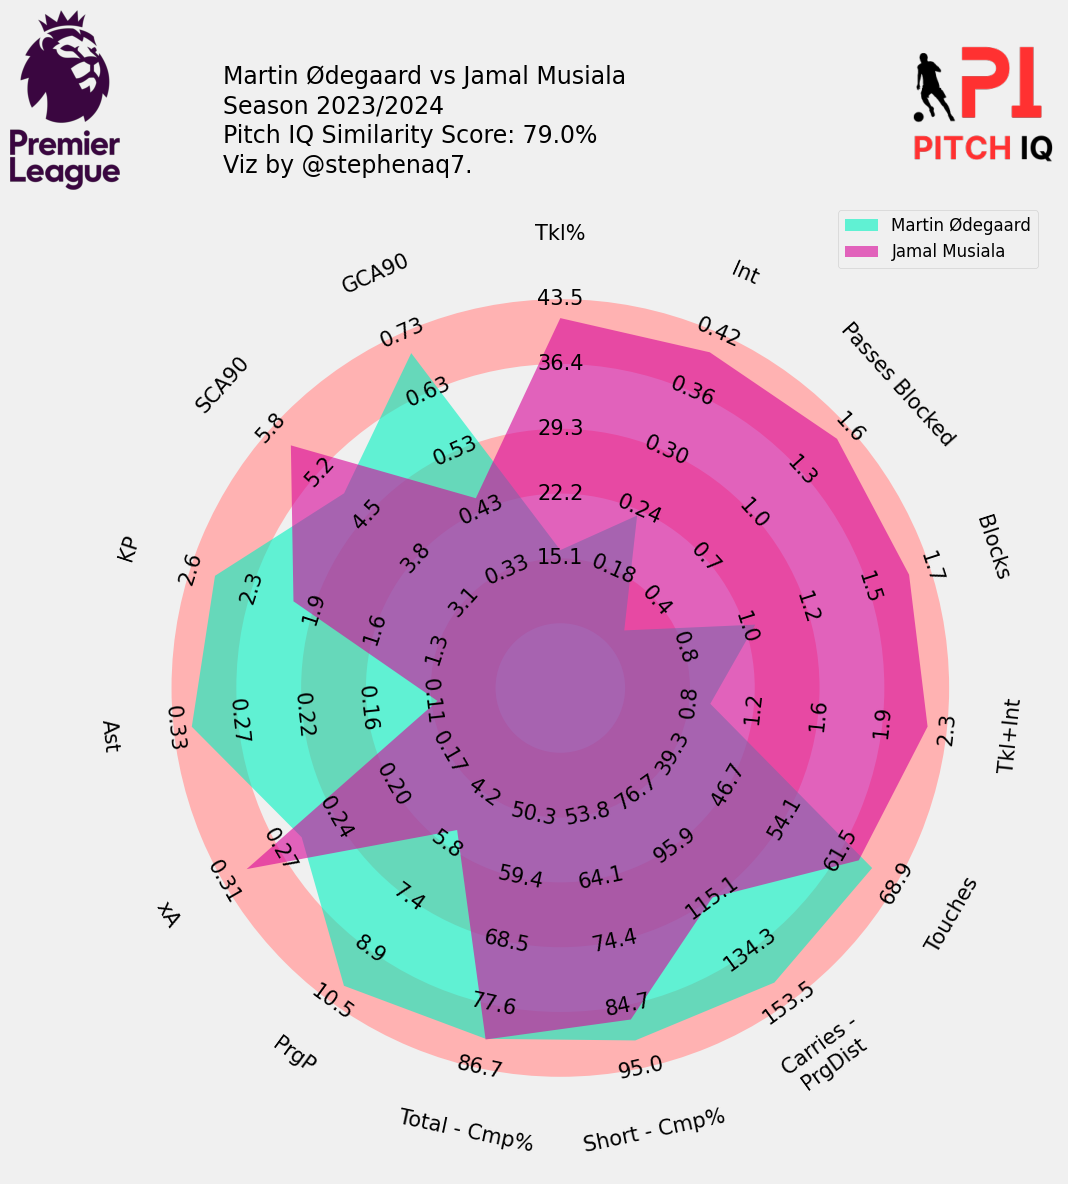 Premier
League
Martin Ødegaard vs Jamal Musiala
Season 2023/2024
Pitch IQ Similarity Score: 79.0%
Viz by @stephenaq7.
PI
PITCH IQ
Martin Ødegaard
Jamal Musiala
Tkl%
15.1
22.2
29.3
36.4
43.5
Int
0.18
0.24
0.30
0.36
0.42
Passes Blocked
0.4
0.7
1.0
1.3
1.6
Blocks
0.8
1.0
1.2
1.5
1.7
Tkl+Int
0.8
1.2
1.6
1.9
2.3
Touches
39.3
46.7
54.1
61.5
68.9
Carries -
PrgDist
76.7
95.9
115.1
134.3
153.5
Short - Cmp%
53.8
64.1
74.4
84.7
95.0
Total - Cmp%
50.3
59.4
68.5
77.6
86.7
PrgP
4.2
5.8
7.4
8.9
10.5
xA
0.17
0.20
0.24
0.27
0.31
Ast
0.11
0.16
0.22
0.27
0.33
KP
1.3
1.6
1.9
2.3
2.6
SCA90
3.1
3.8
4.5
5.2
5.8
GCA90
0.33
0.43
0.53
0.63
0.73